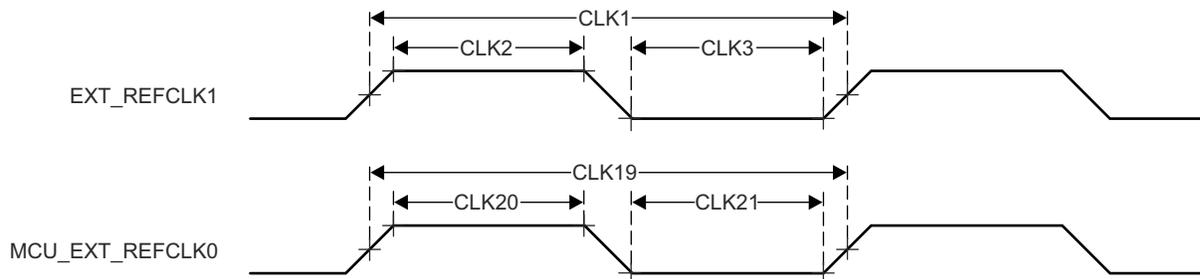 CLK1
CLK2 CLK3
EXT_REFCLK1
CLK19
CLK20 CLK21
MCU_EXT_REFCLK0